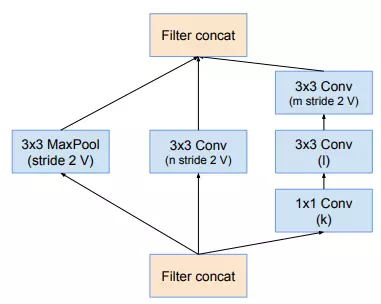 Filter concat
3x3 Conv
(m stride 2 V)
3x3 MaxPool
(stride 2 V)
3x3 Conv
(n stride 2 V)
3x3 Conv
(l)
1x1 Conv
(k)
Filter concat